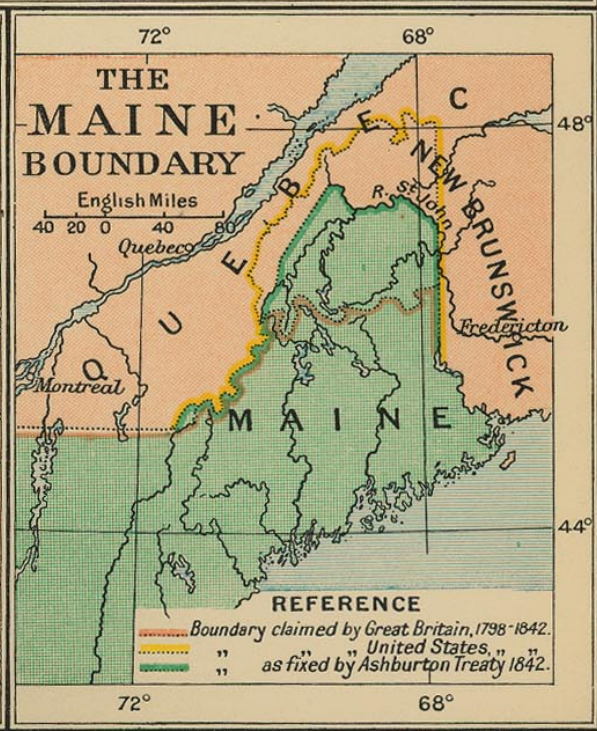 72° 68°
THE
MAINE
BOUNDARY
English Miles
40 20 0 40 80
QUEBEC
48°
NEW BRUNSWICK
R. St John
Quebec
Fredericton
Montreal
MAINE
44°
REFERENCE
Boundary claimed by Great Britain, 1798-1842.
„ „ „ United States, „ „
„ as fixed by Ashburton Treaty 1842.
72° 68°